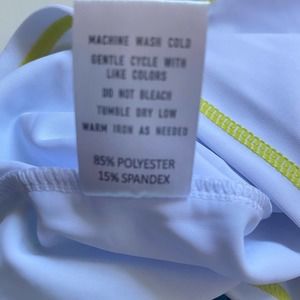 MACHINE WASH COLD
GENTLE CYCLE WITH
LIKE COLORS
DO NOT BLEACH
TUMBLE DRY LOW
WARM IRON AS NEEDED
85% POLYESTER
15% SPANDEX